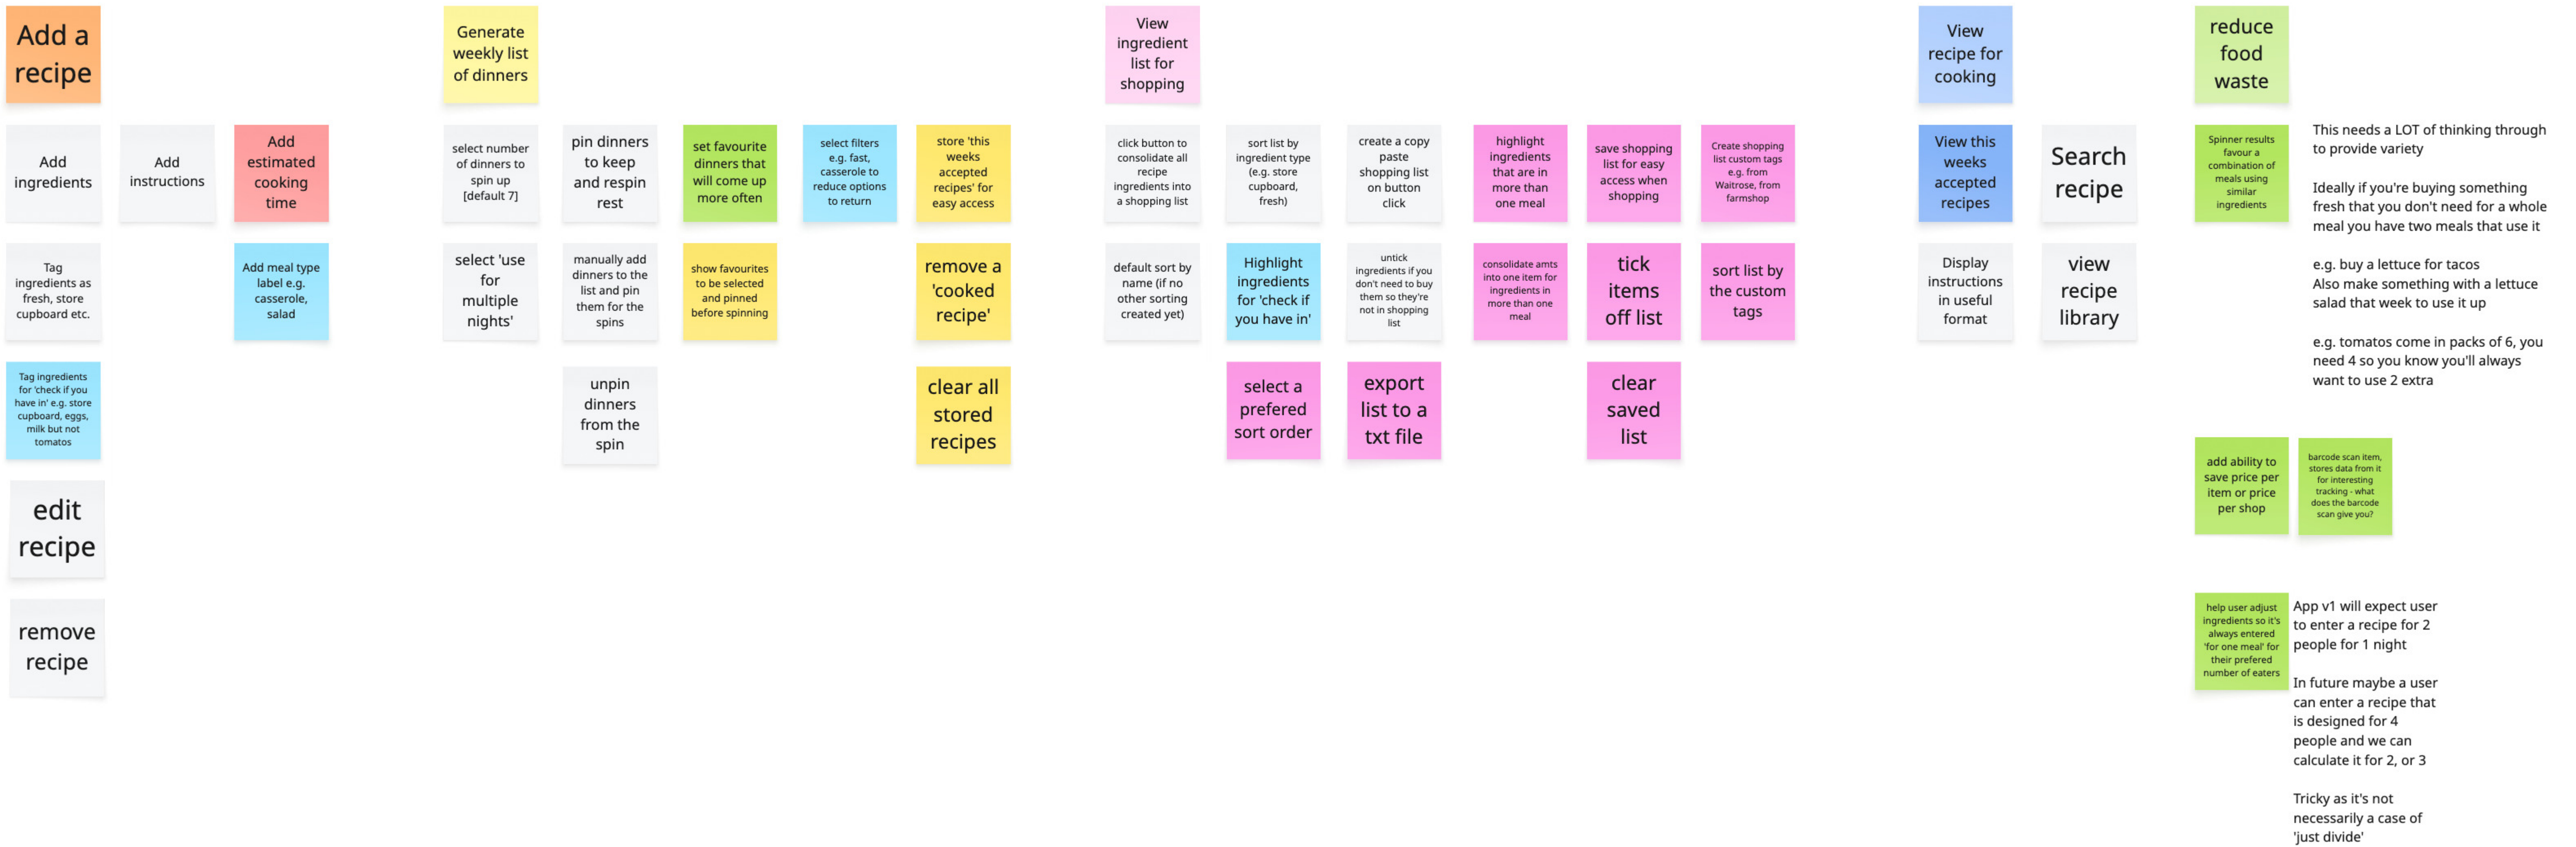 Add a
recipe
Generate
weekly list
of dinners
View
ingredient
list for
shopping
View
recipe for
cooking
reduce
food
waste
Add
ingredients
Add
instructions
Add
estimated
cooking
time
select number
of dinners to
spin up
[default 7]
pin dinners
to keep
and respin
rest
set favourite
dinners that
will come up
more often
select filters
e.g. fast,
casserole to
reduce options
to return
store 'this
weeks
accepted
recipes' for
easy access
click button to
consolidate all
recipe
ingredients into
a shopping list
sort list by
ingredient type
(e.g. store
cupboard,
fresh)
create a copy
paste
shopping list
on button
click
highlight
ingredients
that are in
more than
one meal
save shopping
list for easy
access when
shopping
Create shopping
list custom tags
e.g. from
Waitrose, from
farmshop
View this
weeks
accepted
recipes
Search
recipe
Spinner results
favour a
combination of
meals using
similar
ingredients
This needs a LOT of thinking through
to provide variety
Ideally if you're buying something
fresh that you don't need for a whole
meal you have two meals that use it
e.g. buy a lettuce for tacos
Also make something with a lettuce
salad that week to use it up
e.g. tomatos come in packs of 6, you
need 4 so you know you'll always
want to use 2 extra
Tag
ingredients as
fresh, store
cupboard etc.
Add meal type
label e.g.
casserole,
salad
select 'use
for
multiple
nights'
manually add
dinners to the
list and pin
them for the
spins
show favourites
to be selected
and pinned
before spinning
remove a
'cooked
recipe'
default sort by
name (if no
other sorting
created yet)
Highlight
ingredients
for 'check if
you have in'
untick
ingredients if you
don't need to buy
them so they're
not in shopping
list
consolidate amts
into one item for
ingredients in
more than one
meal
tick
items
off list
sort list by
the custom
tags
Display
instructions
in useful
format
view
recipe
library
Tag ingredients
for 'check if you
have in' e.g. store
cupboard, eggs,
milk but not
tomatos
unpin
dinners
from the
spin
clear all
stored
recipes
select a
prefered
sort order
export
list to a
txt file
clear
saved
list
add ability to
save price per
item or price
per shop
barcode scan item,
stores data from it
for interesting
tracking - what
does the barcode
scan give you?
edit
recipe
remove
recipe
help user adjust
ingredients so it's
always entered
'for one meal' for
their prefered
number of eaters
App v1 will expect user
to enter a recipe for 2
people for 1 night
In future maybe a user
can enter a recipe that
is designed for 4
people and we can
calculate it for 2, or 3
Tricky as it's not
necessarily a case of
'just divide'